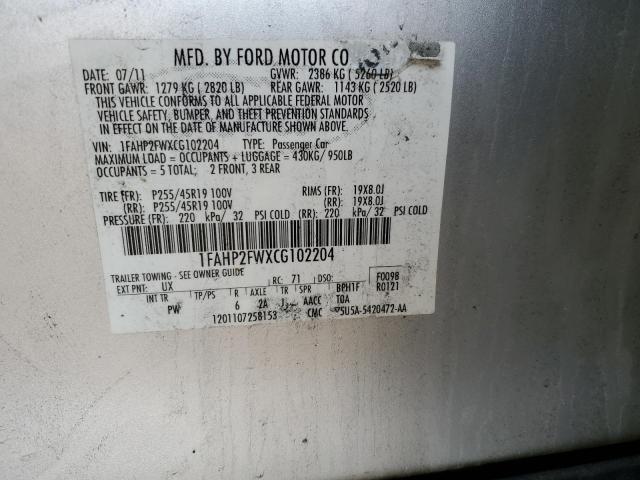 MFD. BY FORD MOTOR CO
DATE: 07/11 GVWR: 2386 KG ( 5260 LB)
FRONT GAWR: 1279 KG ( 2820 LB) REAR GAWR: 1143 KG ( 2520 LB)
THIS VEHICLE CONFORMS TO ALL APPLICABLE FEDERAL MOTOR
VEHICLE SAFETY, BUMPER, AND THEFT PREVENTION STANDARDS
IN EFFECT ON THE DATE OF MANUFACTURE SHOWN ABOVE.
VIN: 1FAHP2FWXCG102204 TYPE: Passenger Car
MAXIMUM LOAD = OCCUPANTS + LUGGAGE = 430KG/ 950LB
OCCUPANTS = 5 TOTAL; 2 FRONT, 3 REAR
TIRE (FR): P255/45R19 100V RIMS (FR): 19X8.0J
(RR): P255/45R19 100V (RR): 19X8.0J
PRESSURE (FR): 220 kPa/ 32 PSI COLD (RR): 220 kPa/ 32 PSI COLD
1FAHP2FWXCG102204
TRAILER TOWING - SEE OWNER GUIDE
EXT PNT: UX RC: 71 DSO: F009B
INT TR TP/PS R TA TR SPR BPH1F R0121
PW 6 2A AACC TOA
1201107258153 CMC 5U5A-5420472-AA